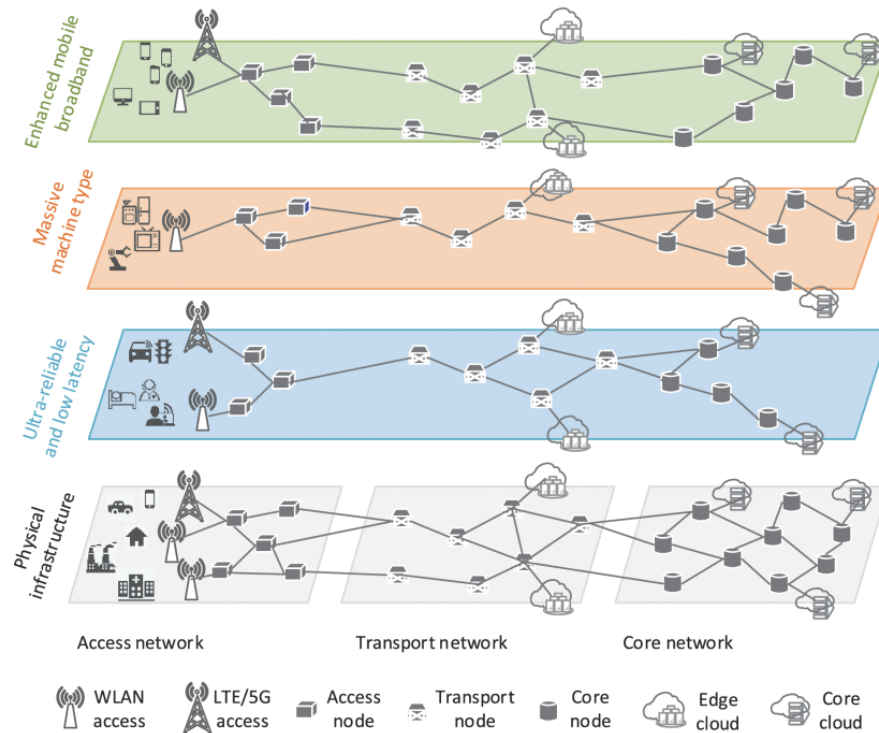 Enhanced mobile
broadband
Massive
machine type
Ultra-reliable
and low latency
Physical
infrastructure
Access network
Transport network
Core network
WLAN
access
LTE/5G
access
Access
node
Transport
node
Core
node
Edge
cloud
Core
cloud